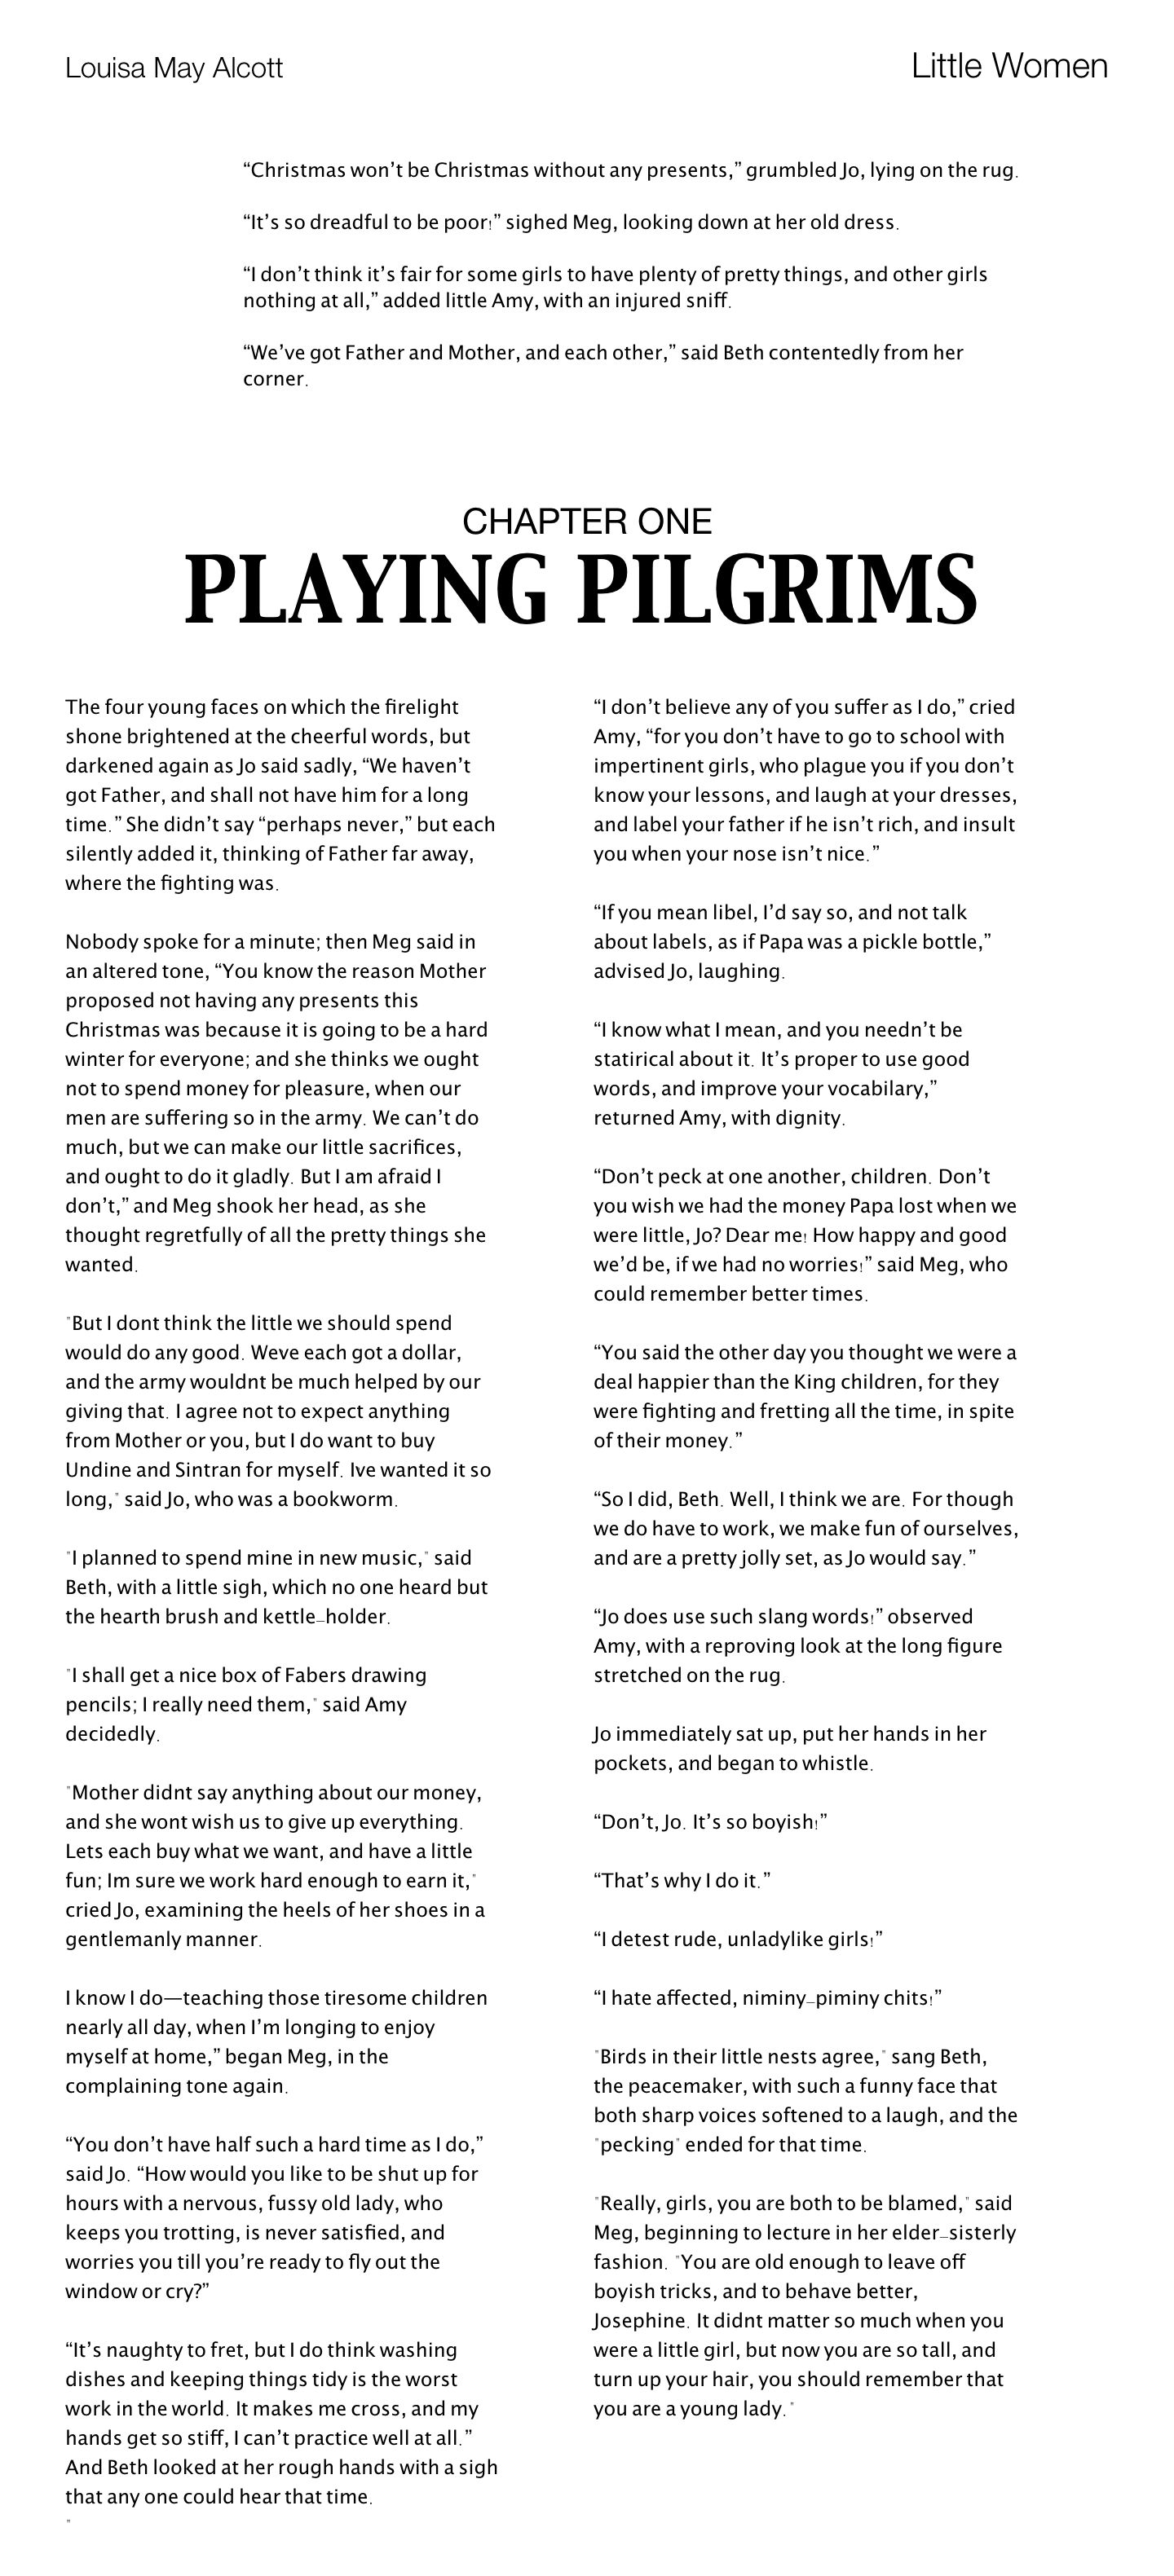 Louisa May Alcott
Little Women
“Christmas won’t be Christmas without any presents,” grumbled Jo, lying on the rug.
“It’s so dreadful to be poor!” sighed Meg, looking down at her old dress.
“I don’t think it’s fair for some girls to have plenty of pretty things, and other girls
nothing at all,” added little Amy, with an injured sniff.
“We’ve got Father and Mother, and each other,” said Beth contentedly from her
corner.
CHAPTER ONE
PLAYING PILGRIMS
The four young faces on which the firelight
shone brightened at the cheerful words, but
darkened again as Jo said sadly, “We haven’t
got Father, and shall not have him for a long
time.” She didn’t say “perhaps never,” but each
silently added it, thinking of Father far away,
where the fighting was.
Nobody spoke for a minute; then Meg said in
an altered tone, “You know the reason Mother
proposed not having any presents this
Christmas was because it is going to be a hard
winter for everyone; and she thinks we ought
not to spend money for pleasure, when our
men are suffering so in the army. We can’t do
much, but we can make our little sacrifices,
and ought to do it gladly. But I am afraid I
don’t,” and Meg shook her head, as she
thought regretfully of all the pretty things she
wanted.
"But I dont think the little we should spend
would do any good. Weve each got a dollar,
and the army wouldnt be much helped by our
giving that. I agree not to expect anything
from Mother or you, but I do want to buy
Undine and Sintran for myself. Ive wanted it so
long," said Jo, who was a bookworm.
"I planned to spend mine in new music," said
Beth, with a little sigh, which no one heard but
the hearth brush and kettle-holder.
"I shall get a nice box of Fabers drawing
pencils; I really need them," said Amy
decidedly.
"Mother didnt say anything about our money,
and she wont wish us to give up everything.
Lets each buy what we want, and have a little
fun; Im sure we work hard enough to earn it,"
cried Jo, examining the heels of her shoes in a
gentlemanly manner.
I know I do—teaching those tiresome children
nearly all day, when I’m longing to enjoy
myself at home,” began Meg, in the
complaining tone again.
“You don’t have half such a hard time as I do,”
said Jo. “How would you like to be shut up for
hours with a nervous, fussy old lady, who
keeps you trotting, is never satisfied, and
worries you till you’re ready to fly out the
window or cry?”
“It’s naughty to fret, but I do think washing
dishes and keeping things tidy is the worst
work in the world. It makes me cross, and my
hands get so stiff, I can’t practice well at all.”
And Beth looked at her rough hands with a sigh
that any one could hear that time.
"
“I don’t believe any of you suffer as I do,” cried
Amy, “for you don’t have to go to school with
impertinent girls, who plague you if you don’t
know your lessons, and laugh at your dresses,
and label your father if he isn’t rich, and insult
you when your nose isn’t nice.”
“If you mean libel, I’d say so, and not talk
about labels, as if Papa was a pickle bottle,”
advised Jo, laughing.
“I know what I mean, and you needn’t be
statirical about it. It’s proper to use good
words, and improve your vocabilary,”
returned Amy, with dignity.
“Don’t peck at one another, children. Don’t
you wish we had the money Papa lost when we
were little, Jo? Dear me! How happy and good
we’d be, if we had no worries!” said Meg, who
could remember better times.
“You said the other day you thought we were a
deal happier than the King children, for they
were fighting and fretting all the time, in spite
of their money.”
“So I did, Beth. Well, I think we are. For though
we do have to work, we make fun of ourselves,
and are a pretty jolly set, as Jo would say.”
“Jo does use such slang words!” observed
Amy, with a reproving look at the long figure
stretched on the rug.
Jo immediately sat up, put her hands in her
pockets, and began to whistle.
“Don’t, Jo. It’s so boyish!”
“That’s why I do it.”
“I detest rude, unladylike girls!”
“I hate affected, niminy-piminy chits!”
"Birds in their little nests agree," sang Beth,
the peacemaker, with such a funny face that
both sharp voices softened to a laugh, and the
"pecking" ended for that time.
"Really, girls, you are both to be blamed," said
Meg, beginning to lecture in her elder-sisterly
fashion. "You are old enough to leave off
boyish tricks, and to behave better,
Josephine. It didnt matter so much when you
were a little girl, but now you are so tall, and
turn up your hair, you should remember that
you are a young lady."